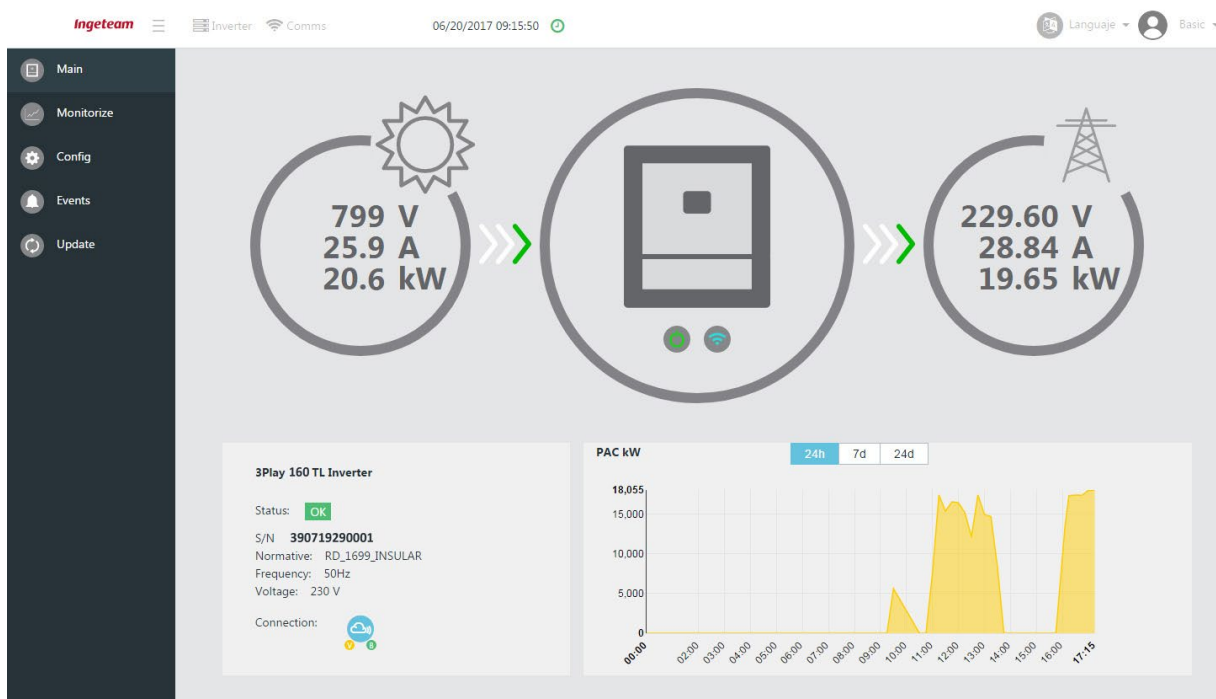 Ingeteam Inverter Comms 06/20/2017 09:15:50 Languaje Basic
Main
Monitorize
Config
Events
Update
799 V
25.9 A
20.6 kW
229.60 V
28.84 A
19.65 kW
3Play 160 TL Inverter
Status: OK
S/N 390719290001
Normative: RD_1699_INSULAR
Frequency: 50Hz
Voltage: 230 V
Connection:
V B
PAC kW
24h 7d 24d
18,055
15,000
10,000
5,000
0
00:00 02:00 03:00 04:00 05:00 06:00 07:00 08:00 09:00 10:00 11:00 12:00 13:00 14:00 15:00 16:00 17:15